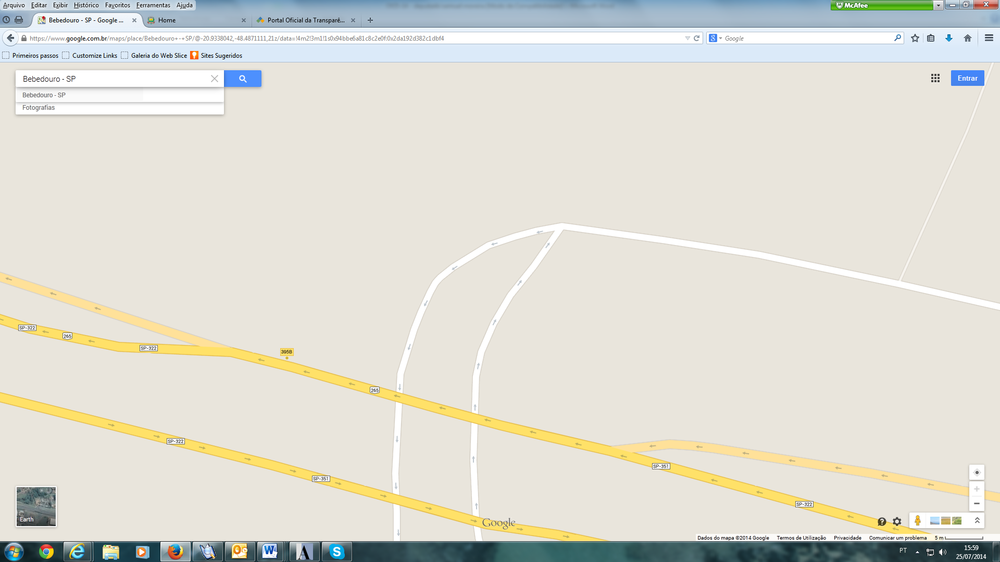 Arquivo Editar Exibir Histórico Favoritos Ferramentas Ajuda
McAfee
Bebedouro - SP - Google ...
Home
Portal Oficial da Transparê...
https://www.google.com.br/maps/place/Bebedouro+-+SP/@-20.9338042,-48.4871111,21z/data=!4m2!3m1!1s0x94bbe6a81c8c2e0f:0x2da192d382c1dbf4
Google
Primeiros passos Customize Links Galeria do Web Slice Sites Sugeridos
Bebedouro - SP
Entrar
Bebedouro - SP
Fotografias
SP-322
265
SP-322
395B
265
SP-322
SP-351
SP-351
SP-322
Earth
Google
Dados do mapa ©2014 Google Termos de Utilização Privacidade Comunicar um problema 5 m
PT
15:59
25/07/2014